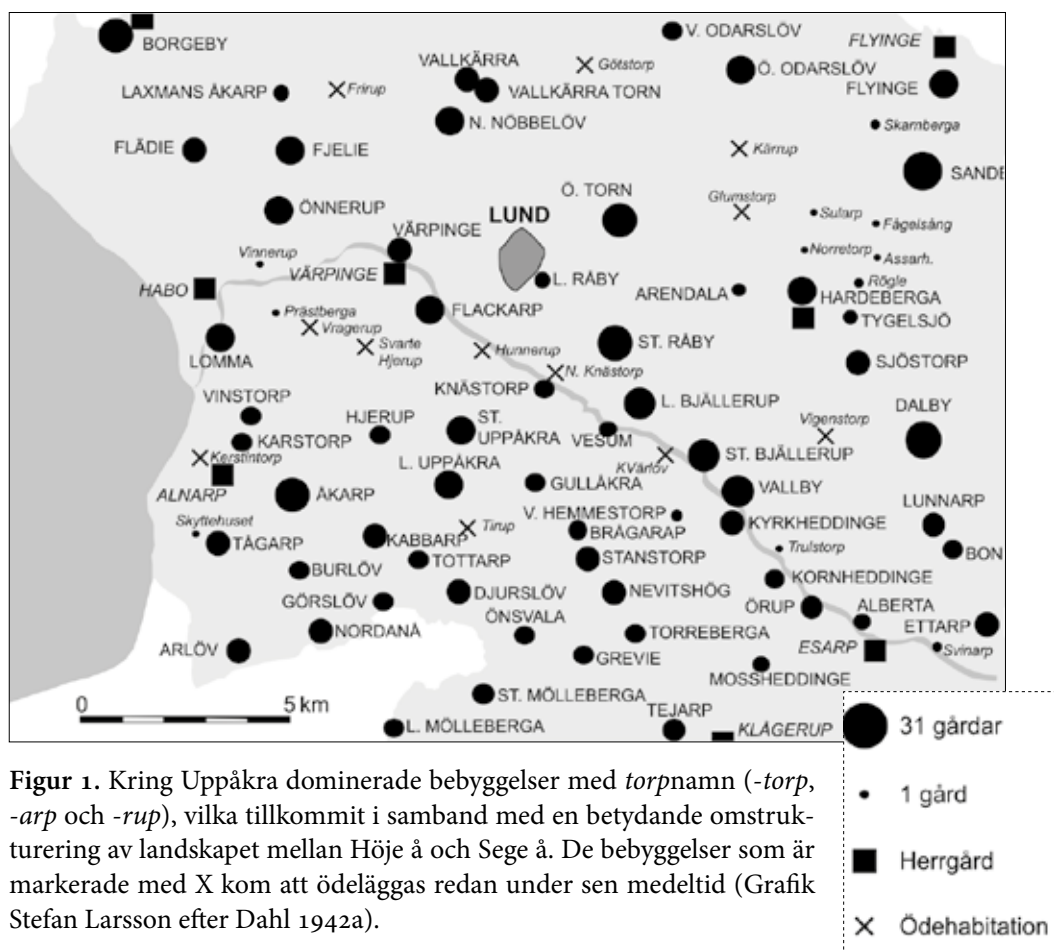 BORGEBY
V. ODARSLÖV
FLYINGE
VALLKÄRRA
Götstorp
Ö. ODARSLÖV
LAXMANS ÅKARP
Frirup
VALLKÄRRA TORN
FLYINGE
N. NÖBBELÖV
Skarnberga
FLÄDIE
FJELIE
Kärrup
SANDE
Ö. TORN
Glumstorp
ÖNNERUP
LUND
Sularp
Fågelsång
VÄRPINGE
Vinnerup
Norretorp
Assarh.
VÄRPINGE
L. RÅBY
Rögle
HABO
ARENDALA
HARDEBERGA
Prästberga
FLACKARP
TYGELSJÖ
Vragerup
LOMMA
Svarte
Hjerup
Hunnerup
ST. RÅBY
SJÖSTORP
N. Knästorp
VINSTORP
KNÄSTORP
L. BJÄLLERUP
DALBY
HJERUP
ST.
UPPÅKRA
Vigenstorp
KARSTORP
VESUM
Kerstintorp
L. UPPÅKRA
KVärlöv
ST. BJÄLLERUP
ALNARP
ÅKARP
GULLÅKRA
VALLBY
LUNNARP
Skyttehuset
V. HEMMESTORP
TÅGARP
KABBARP
Tirup
BRÅGARAP
KYRKHEDDINGE
Trulstorp
BON
TOTTARP
STANSTORP
BURLÖV
KORNHEDDINGE
DJURSLÖV
NEVITSHÖG
GÖRSLÖV
ÖRUP
ALBERTA
ETTARP
NORDANÅ
ÖNSVALA
TORREBERGA
ESARP
Svinarp
ARLÖV
GREVIE
MOSSHEDDINGE
ST. MÖLLEBERGA
0 5 km
TEJARP
L. MÖLLEBERGA
KLÅGERUP
31 gårdar
1 gård
Herrgård
Ödehabitation
Figur 1. Kring Uppåkra dominerade bebyggelser med torpnamn (-torp,
-arp och -rup), vilka tillkommit i samband med en betydande omstruk-
turering av landskapet mellan Höje å och Sege å. De bebyggelser som är
markerade med X kom att ödeläggas redan under sen medeltid (Grafik
Stefan Larsson efter Dahl 1942a).